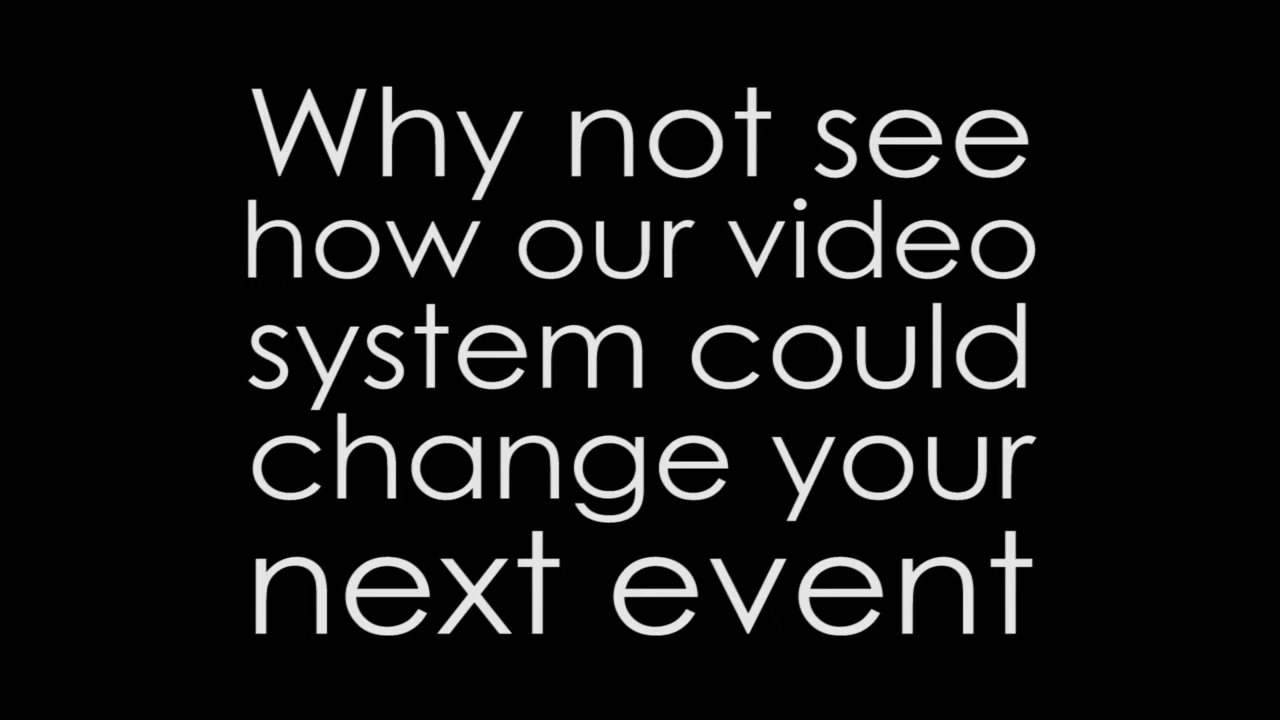 Why not see
how our video
system could
change your
next event